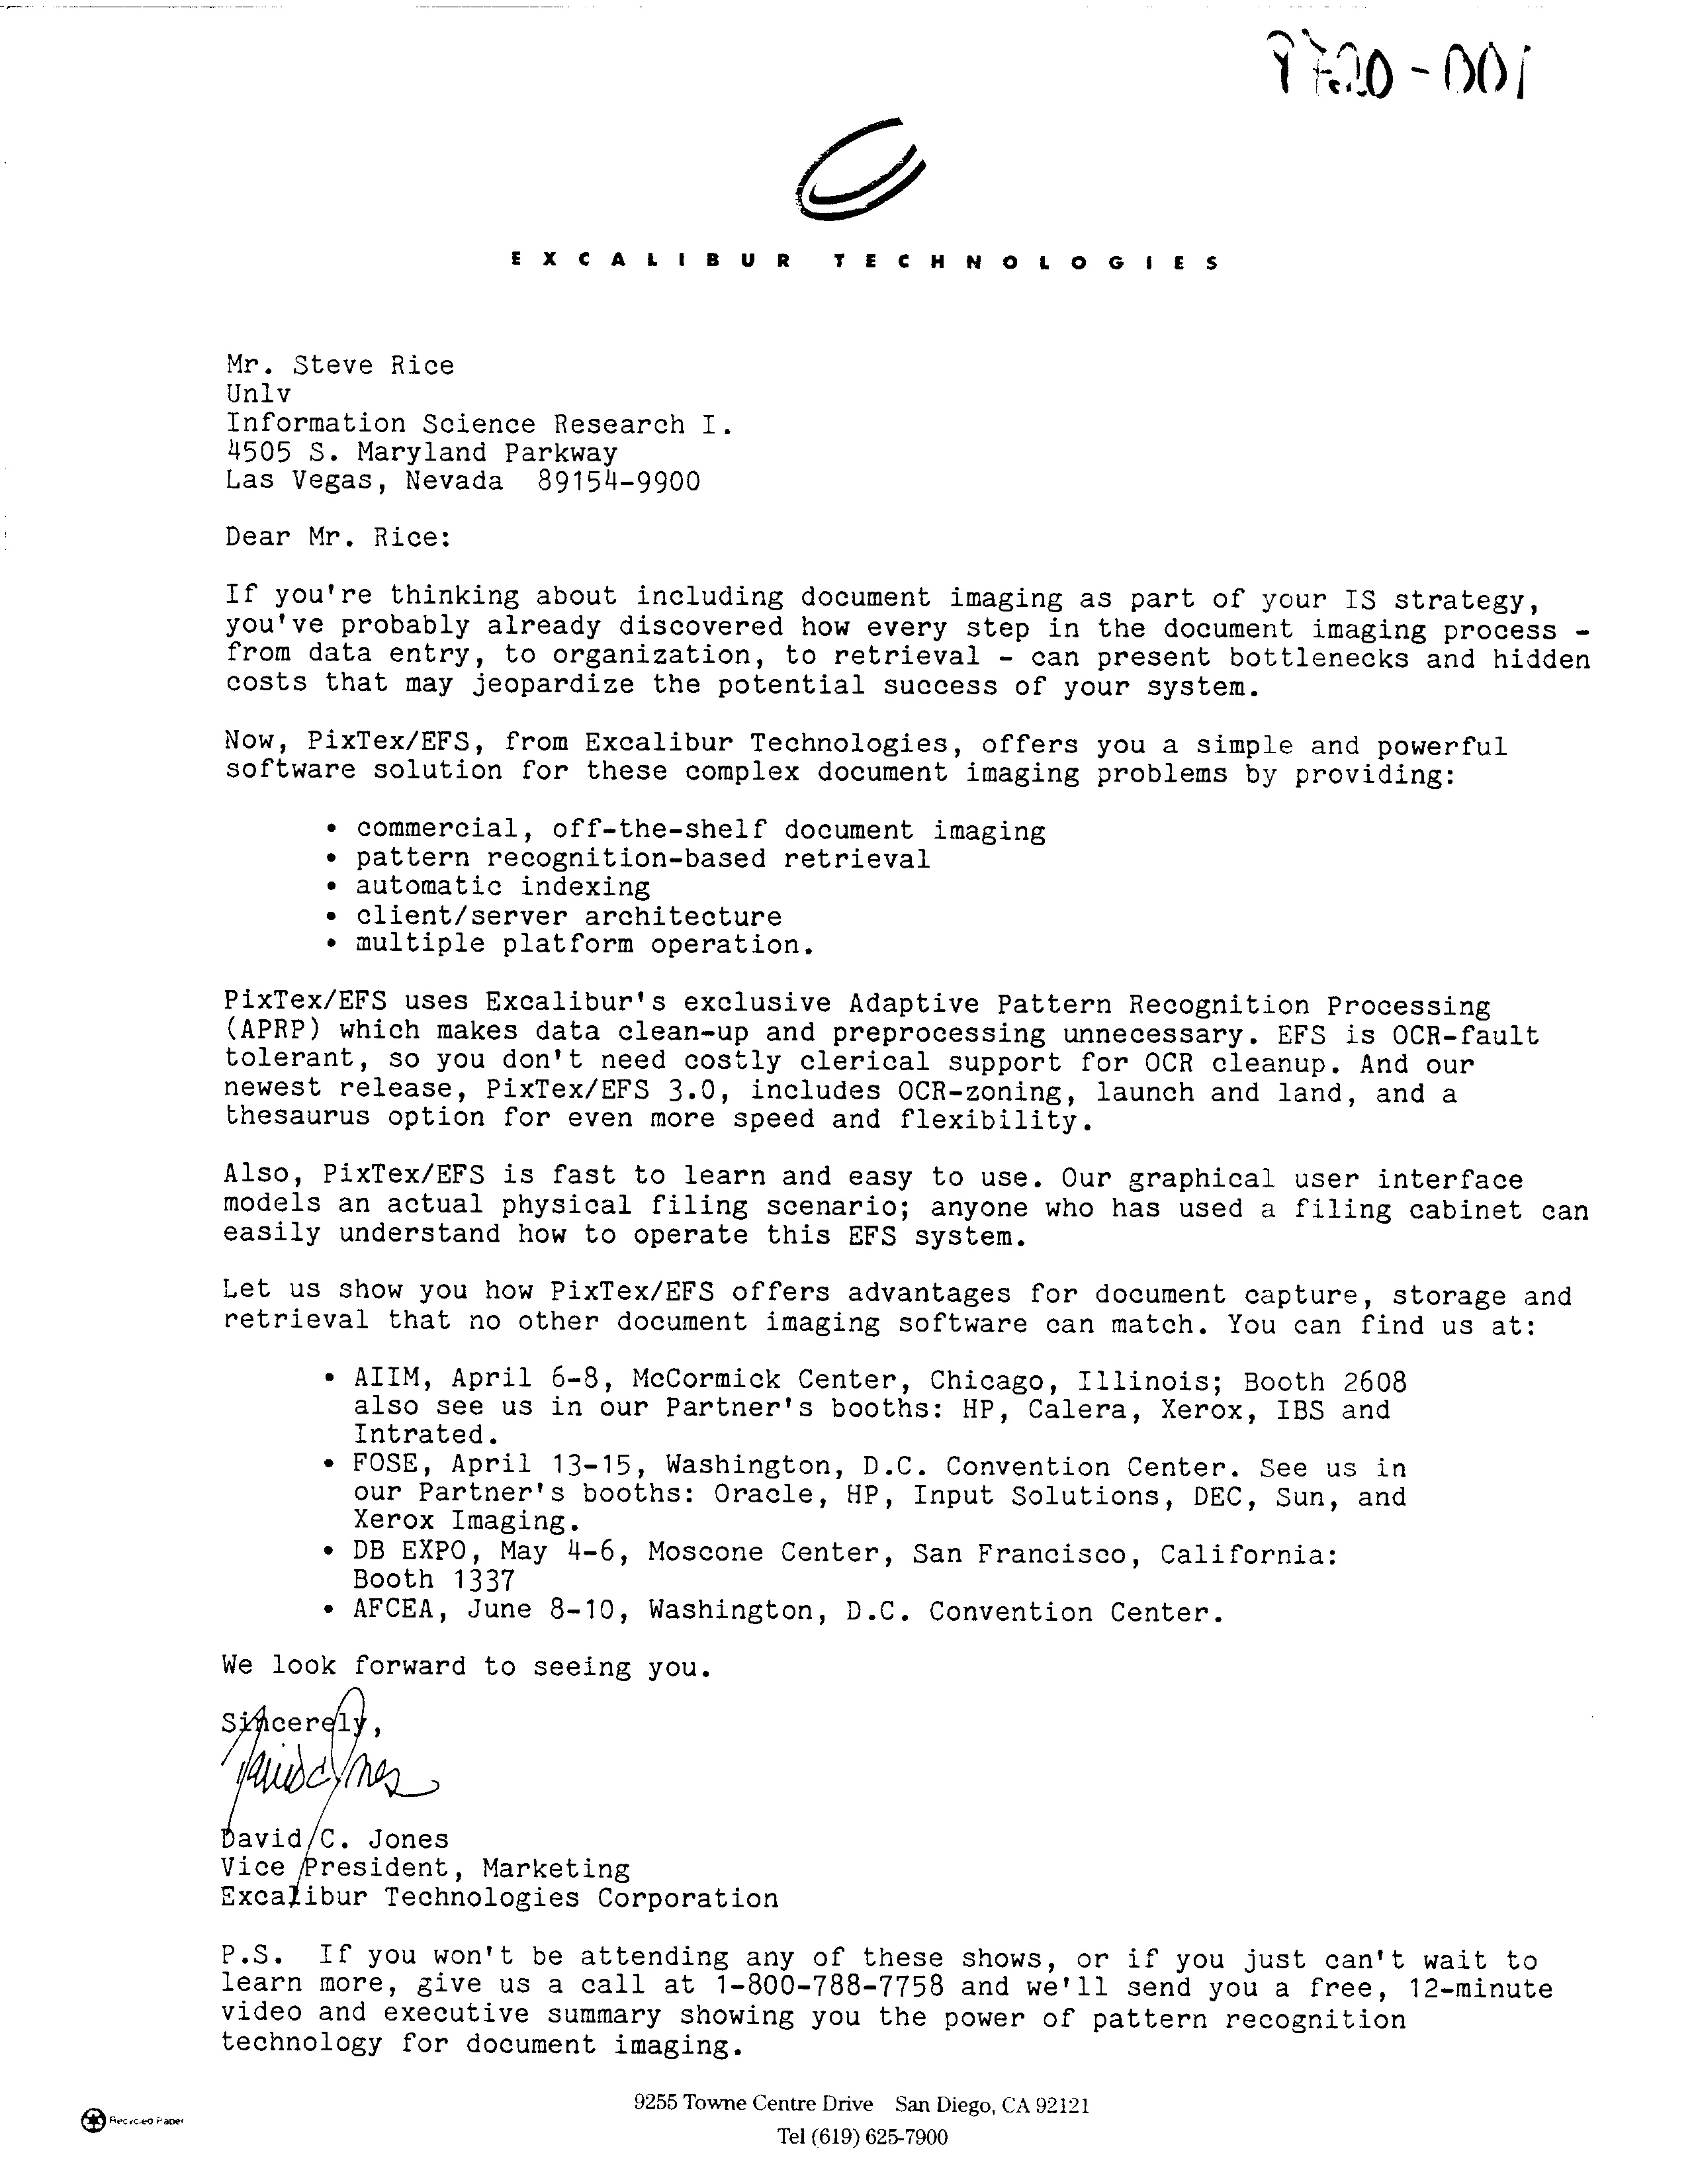 EXCALIBUR TECHNOLOGIES
Mr. Steve Rice
Unlv
Information Science Research I.
4505 S. Maryland Parkway
Las Vegas, Nevada  89154-9900
Dear Mr. Rice:
If you're thinking about including document imaging as part of your IS strategy,
you've probably already discovered how every step in the document imaging process -
from data entry, to organization, to retrieval - can present bottlenecks and hidden
costs that may jeopardize the potential success of your system.
Now, PixTex/EFS, from Excalibur Technologies, offers you a simple and powerful
software solution for these complex document imaging problems by providing:
• commercial, off-the-shelf document imaging
• pattern recognition-based retrieval
• automatic indexing
• client/server architecture
• multiple platform operation.
PixTex/EFS uses Excalibur's exclusive Adaptive Pattern Recognition Processing
(APRP) which makes data clean-up and preprocessing unnecessary. EFS is OCR-fault
tolerant, so you don't need costly clerical support for OCR cleanup. And our
newest release, PixTex/EFS 3.0, includes OCR-zoning, launch and land, and a
thesaurus option for even more speed and flexibility.
Also, PixTex/EFS is fast to learn and easy to use. Our graphical user interface
models an actual physical filing scenario; anyone who has used a filing cabinet can
easily understand how to operate this EFS system.
Let us show you how PixTex/EFS offers advantages for document capture, storage and
retrieval that no other document imaging software can match. You can find us at:
• AIIM, April 6-8, McCormick Center, Chicago, Illinois; Booth 2608
also see us in our Partner's booths: HP, Calera, Xerox, IBS and
Intrated.
• FOSE, April 13-15, Washington, D.C. Convention Center. See us in
our Partner's booths: Oracle, HP, Input Solutions, DEC, Sun, and
Xerox Imaging.
• DB EXPO, May 4-6, Moscone Center, San Francisco, California:
Booth 1337
• AFCEA, June 8-10, Washington, D.C. Convention Center.
We look forward to seeing you.
Sincerely,
David C Jones
David C. Jones
Vice President, Marketing
Excalibur Technologies Corporation
P.S.  If you won't be attending any of these shows, or if you just can't wait to
learn more, give us a call at 1-800-788-7758 and we'll send you a free, 12-minute
video and executive summary showing you the power of pattern recognition
technology for document imaging.
9255 Towne Centre Drive   San Diego, CA 92121
Recycled Paper
Tel (619) 625-7900